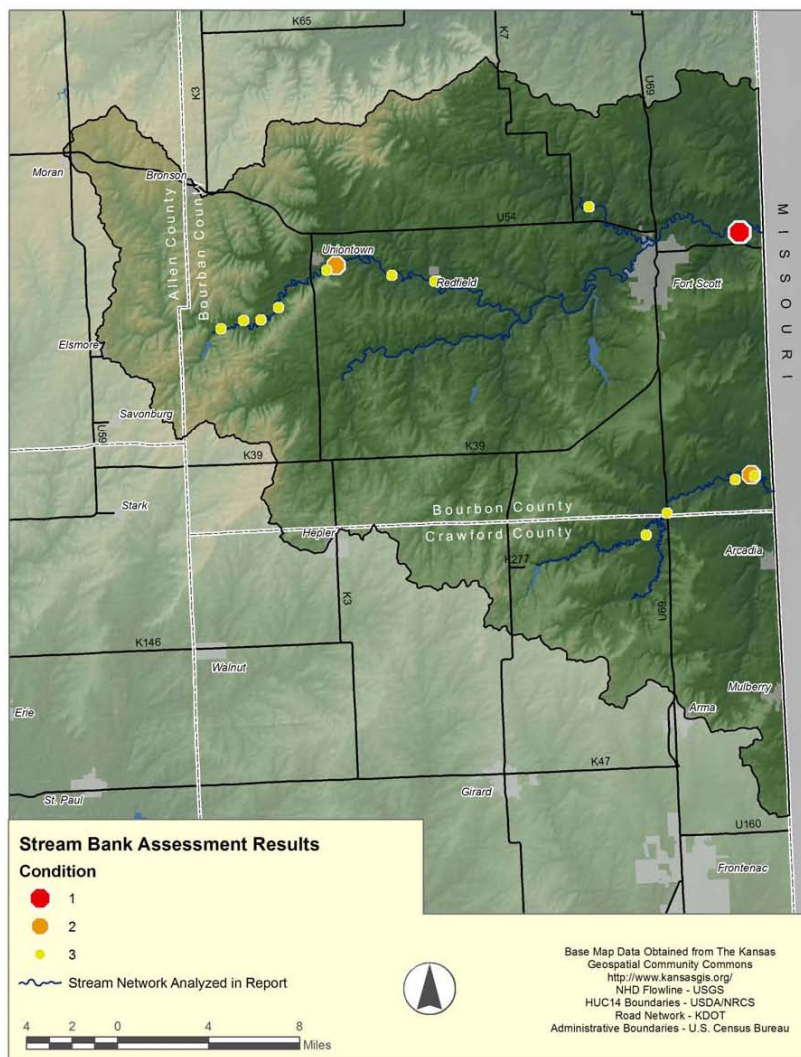 K65
K7
U69
K3
Moran
Bronson
Allen County
Bourban County
U54
MISSOURI
Uniontown
Redfield
Fort Scott
Elsmore
Savonburg
U59
K39
K39
Stark
Bourbon County
Crawford County
Hepler
K277
Arcadia
K3
U69
K146
Walnut
Mulberry
Erie
Arma
K47
St. Paul
Girard
U160
Frontenac
Stream Bank Assessment Results
Condition
1
2
3
Stream Network Analyzed in Report
4 2 0 4 8
Miles
Base Map Data Obtained from The Kansas
Geospatial Community Commons
http://www.kansasgis.org/
NHD Flowline - USGS
HUC14 Boundaries - USDA/NRCS
Road Network - KDOT
Administrative Boundaries - U.S. Census Bureau